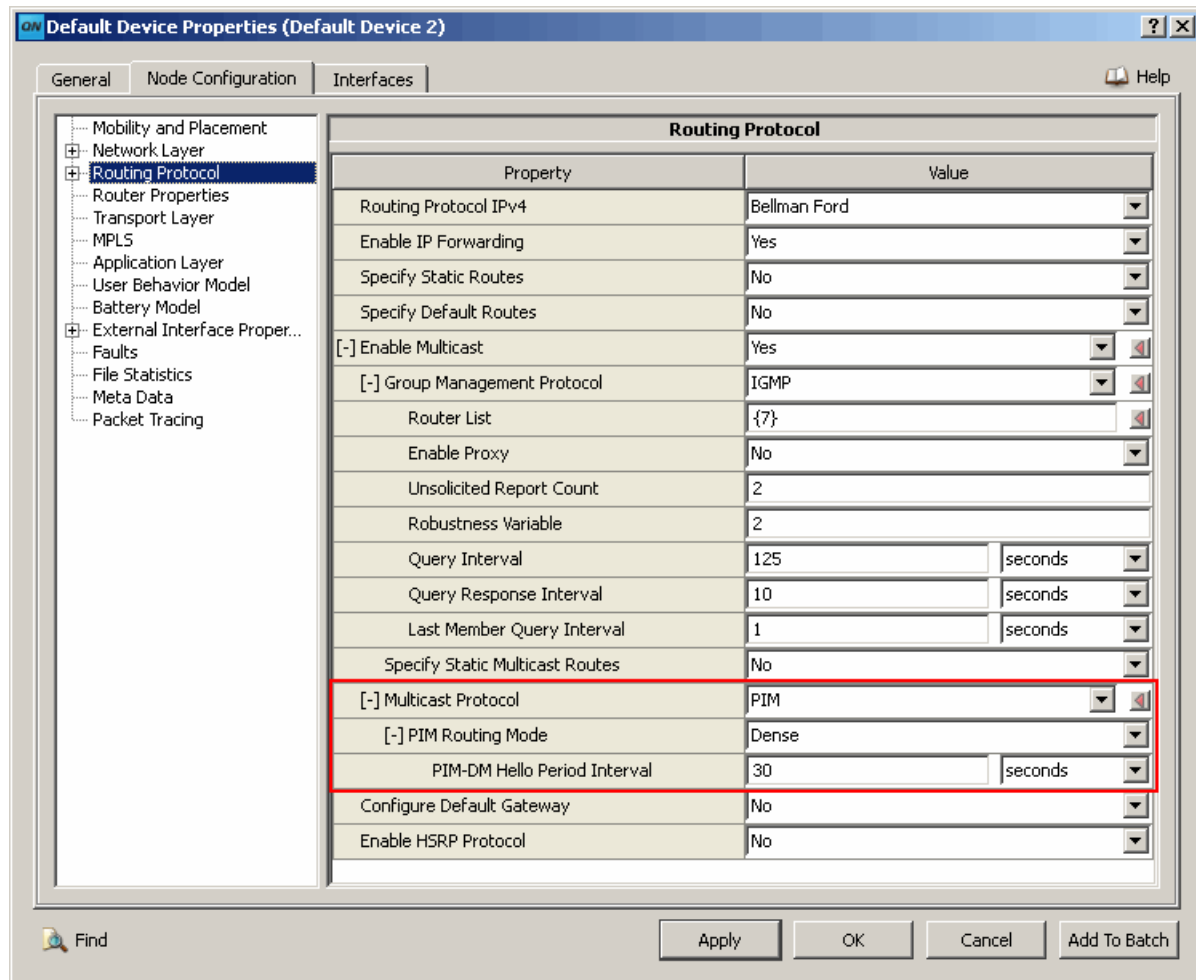 QN Default Device Properties (Default Device 2) ? X
General Node Configuration Interfaces Help
Mobility and Placement
Network Layer
Routing Protocol
Router Properties
Transport Layer
MPLS
Application Layer
User Behavior Model
Battery Model
External Interface Proper...
Faults
File Statistics
Meta Data
Packet Tracing
Routing Protocol
Property Value
Routing Protocol IPv4 Bellman Ford
Enable IP Forwarding Yes
Specify Static Routes No
Specify Default Routes No
[-] Enable Multicast Yes
[-] Group Management Protocol IGMP
Router List {7}
Enable Proxy No
Unsolicited Report Count 2
Robustness Variable 2
Query Interval 125 seconds
Query Response Interval 10 seconds
Last Member Query Interval 1 seconds
Specify Static Multicast Routes No
[-] Multicast Protocol PIM
[-] PIM Routing Mode Dense
PIM-DM Hello Period Interval 30 seconds
Configure Default Gateway No
Enable HSRP Protocol No
Find Apply OK Cancel Add To Batch